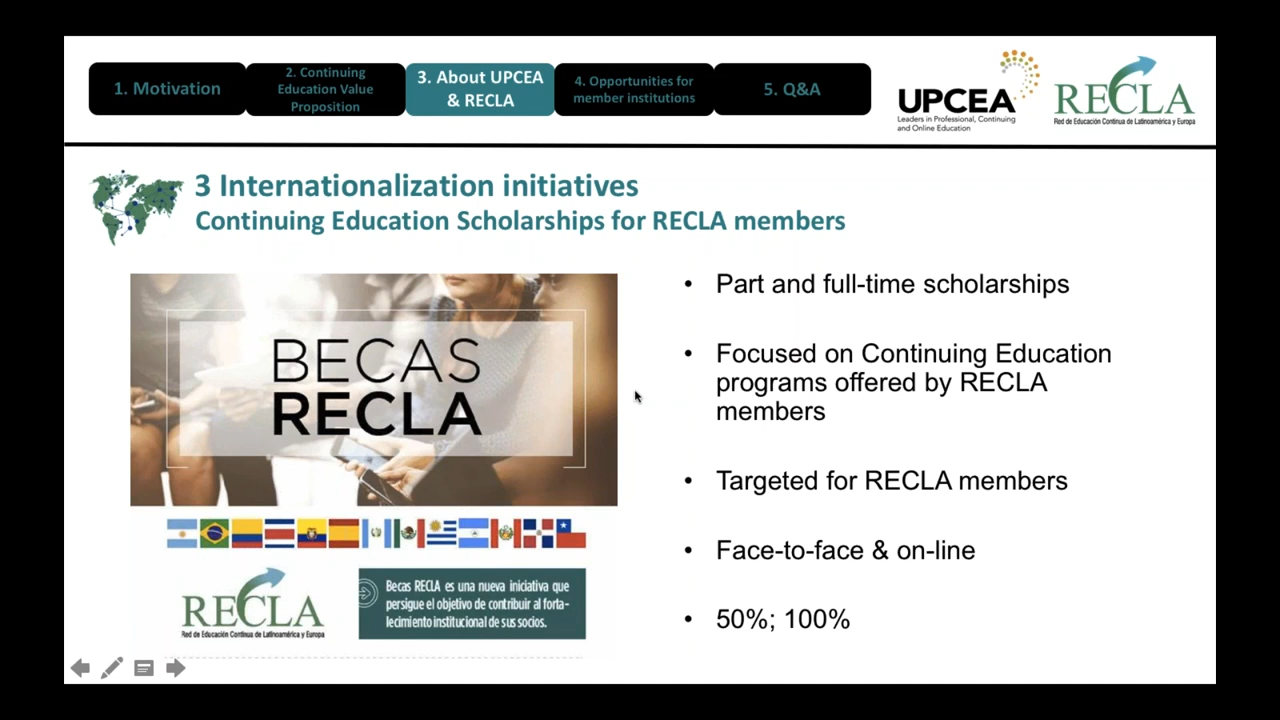 1. Motivation
2. Continuing
Education Value
Proposition
3. About UPCEA
& RECLA
4. Opportunities for
member institutions
5. Q&A
UPCEA
Leaders in Professional, Continuing
and Online Education
RECLA
Red de Educación Continua de Latinoamérica y Europa
3 Internationalization initiatives
Continuing Education Scholarships for RECLA members
BECAS
RECLA
RECLA
Red de Educación Continua de Latinoamérica y Europa
Becas RECLA es una nueva iniciativa que
persigue el objetivo de contribuir al forta-
lecimiento institucional de sus socios.
• Part and full-time scholarships
• Focused on Continuing Education
programs offered by RECLA
members
• Targeted for RECLA members
• Face-to-face & on-line
• 50%; 100%